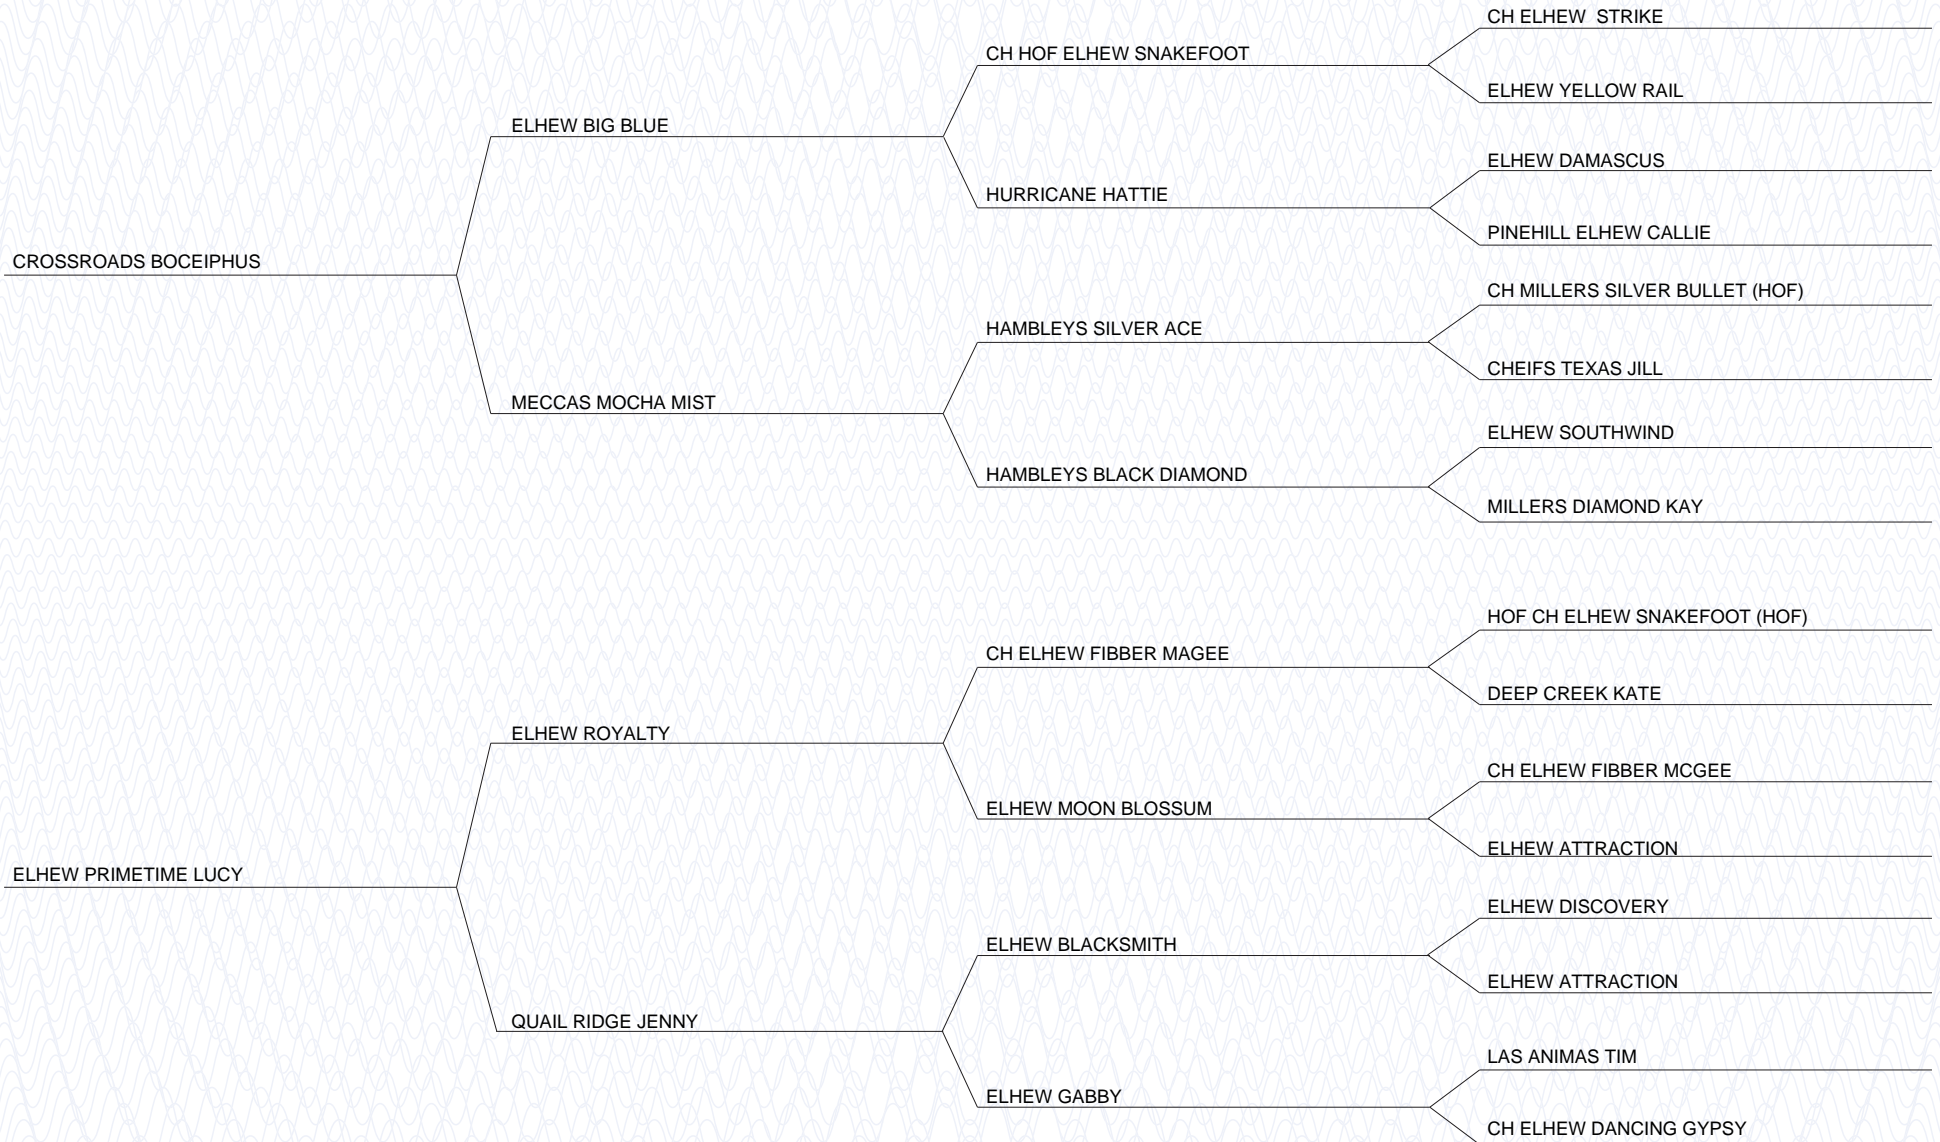 CH ELHEW  STRIKE
CH HOF ELHEW SNAKEFOOT
ELHEW YELLOW RAIL
ELHEW BIG BLUE
ELHEW DAMASCUS
HURRICANE HATTIE
PINEHILL ELHEW CALLIE
CROSSROADS BOCEIPHUS
CH MILLERS SILVER BULLET (HOF)
HAMBLEYS SILVER ACE
CHEIFS TEXAS JILL
MECCAS MOCHA MIST
ELHEW SOUTHWIND
HAMBLEYS BLACK DIAMOND
MILLERS DIAMOND KAY
HOF CH ELHEW SNAKEFOOT (HOF)
CH ELHEW FIBBER MAGEE
DEEP CREEK KATE
ELHEW ROYALTY
CH ELHEW FIBBER MCGEE
ELHEW MOON BLOSSUM
ELHEW ATTRACTION
ELHEW PRIMETIME LUCY
ELHEW DISCOVERY
ELHEW BLACKSMITH
ELHEW ATTRACTION
QUAIL RIDGE JENNY
LAS ANIMAS TIM
ELHEW GABBY
CH ELHEW DANCING GYPSY